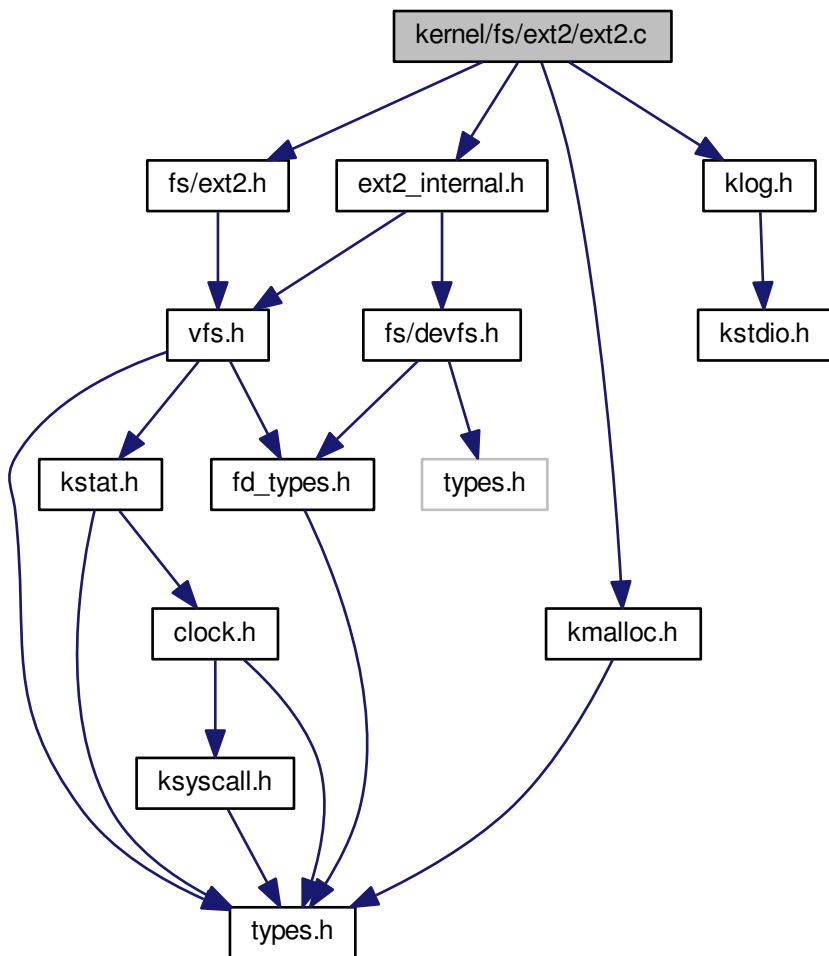 kernel/fs/ext2/ext2.c
fs/ext2.h
ext2_internal.h
klog.h
vfs.h
fs/devfs.h
kstdio.h
kstat.h
fd_types.h
types.h
clock.h
kmalloc.h
ksyscall.h
types.h